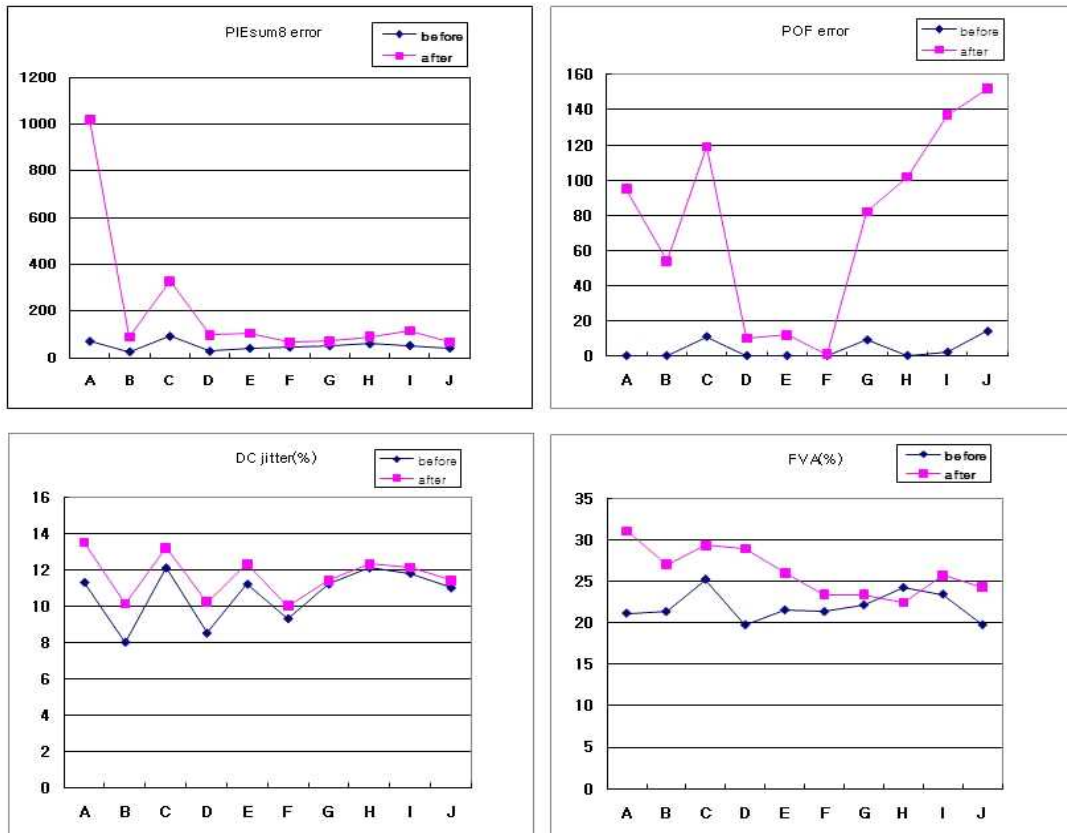 PIEsum8 error
before
after
1200
1000
800
600
400
200
0
A B C D E F G H I J
POF error
before
after
160
140
120
100
80
60
40
20
0
A B C D E F G H I J
DC jitter(%)
before
after
16
14
12
10
8
6
4
2
0
A B C D E F G H I J
FVA(%)
before
after
35
30
25
20
15
10
5
0
A B C D E F G H I J